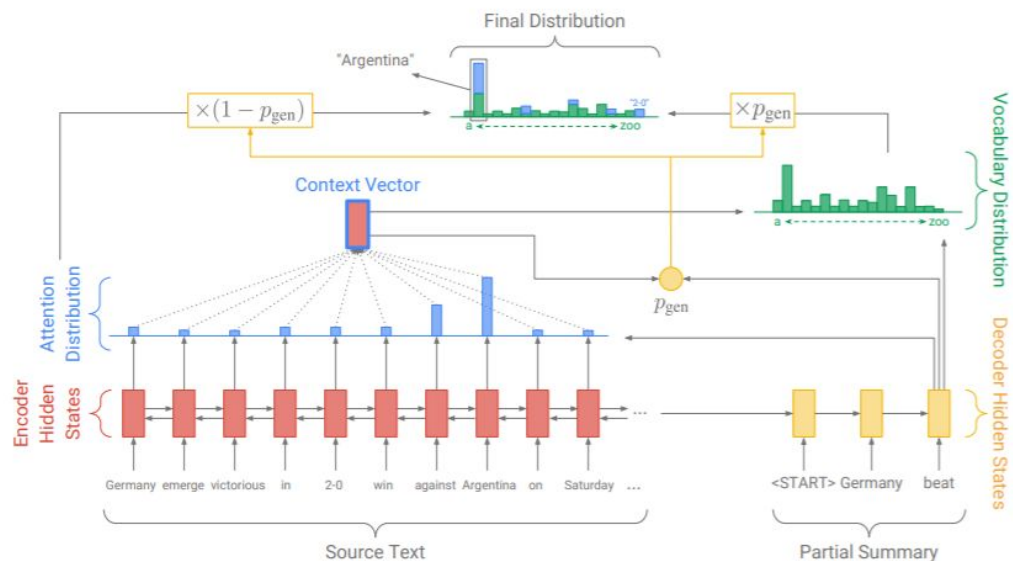 Final Distribution
"Argentina"
×(1 − p_gen)
"2-0"
×p_gen
a
zoo
Vocabulary Distribution
Context Vector
a
zoo
Attention
Distribution
p_gen
Encoder
Hidden
States
...
Decoder Hidden States
Germany emerge victorious in 2-0 win against Argentina on Saturday ...
<START> Germany beat
Source Text
Partial Summary